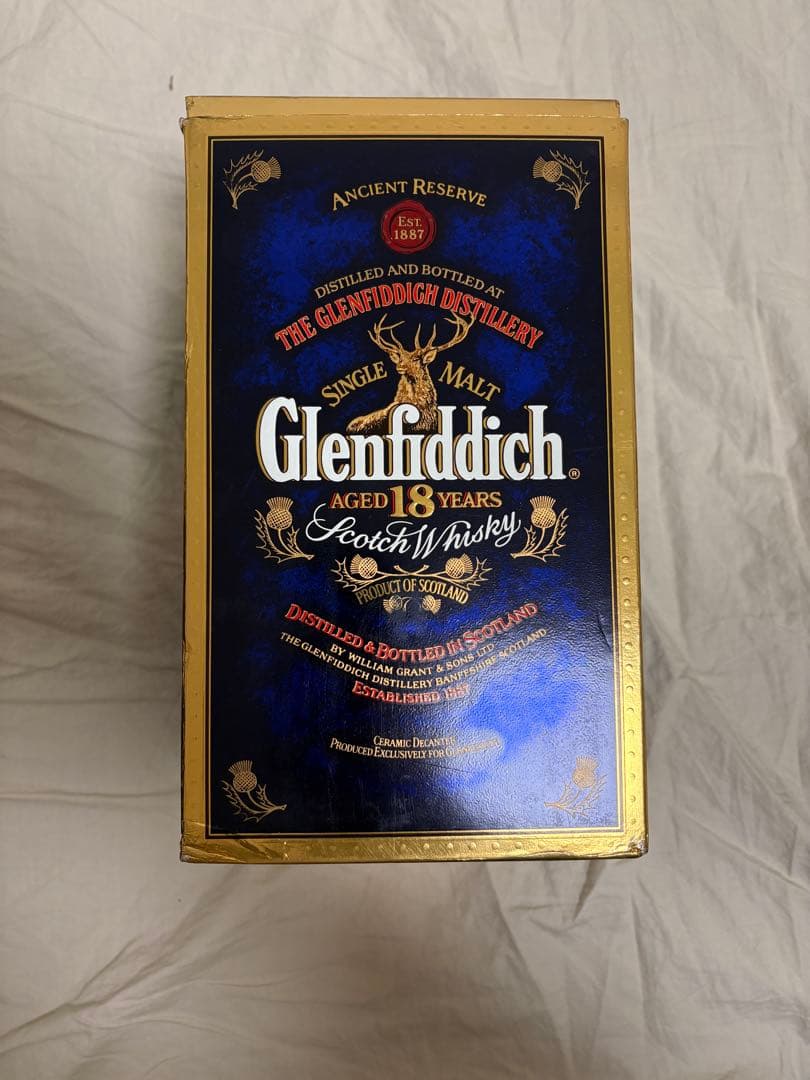 ANCIENT RESERVE
EST.
1887
DISTILLED AND BOTTLED AT
THE GLENFIDDICH DISTILLERY
SINGLE MALT
Glenfiddich®
AGED 18 YEARS
Scotch Whisky
PRODUCT OF SCOTLAND
DISTILLED & BOTTLED IN SCOTLAND
BY WILLIAM GRANT & SONS LTD
THE GLENFIDDICH DISTILLERY BANFFSHIRE SCOTLAND
ESTABLISHED 1887
CERAMIC DECANTER
PRODUCED EXCLUSIVELY FOR